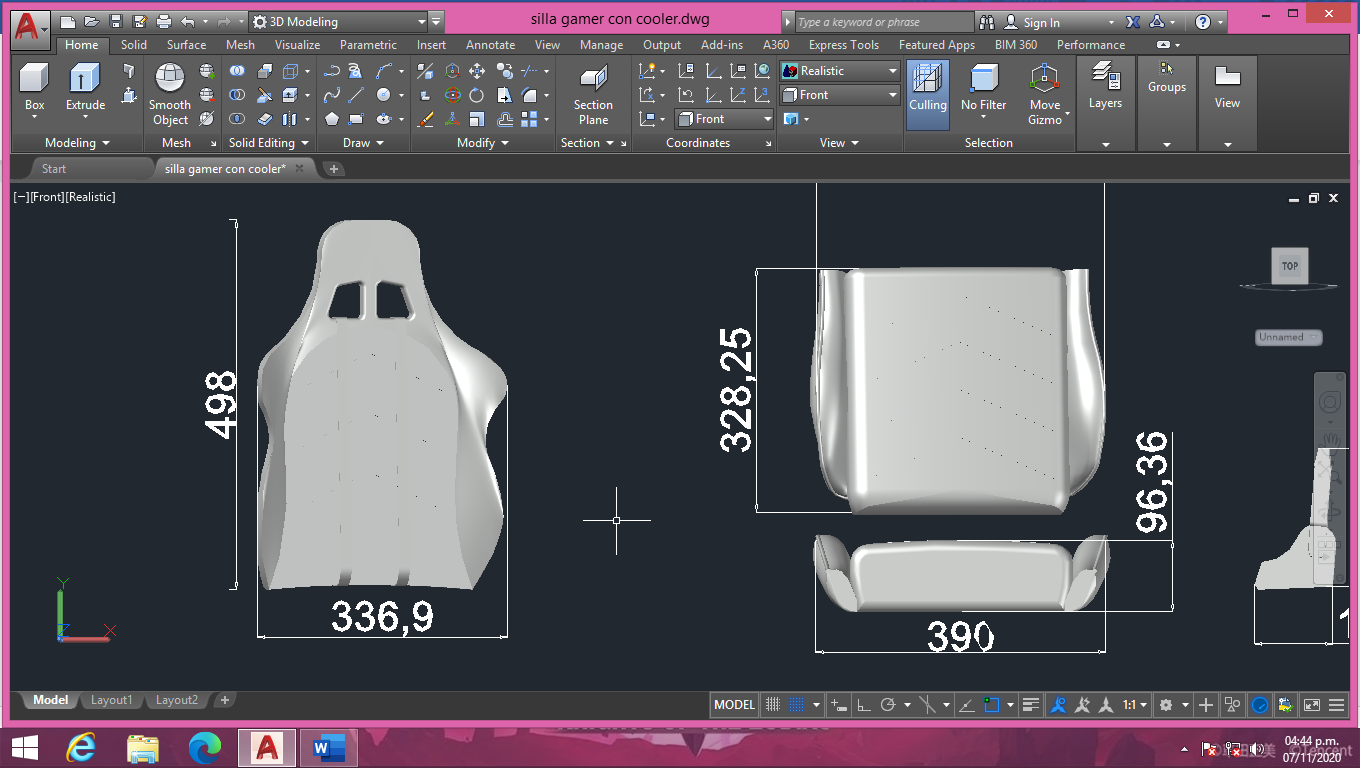 silla gamer con cooler.dwg
3D Modeling
Type a keyword or phrase
Sign In
Home Solid Surface Mesh Visualize Parametric Insert Annotate View Manage Output Add-ins A360 Express Tools Featured Apps BIM 360 Performance
Box
Extrude
Smooth
Object
Section
Plane
Realistic
Front
Front
Culling
No Filter
Move
Gizmo
Layers
Groups
View
Modeling
Mesh
Solid Editing
Draw
Modify
Section
Coordinates
View
Selection
Start
silla gamer con cooler*
[−][Front][Realistic]
TOP
Unnamed
498
336,9
328,25
96,36
390
Y
X
Z
Model
Layout1
Layout2
MODEL
1:1
04:44 p.m.
07/11/2020
©Tencent